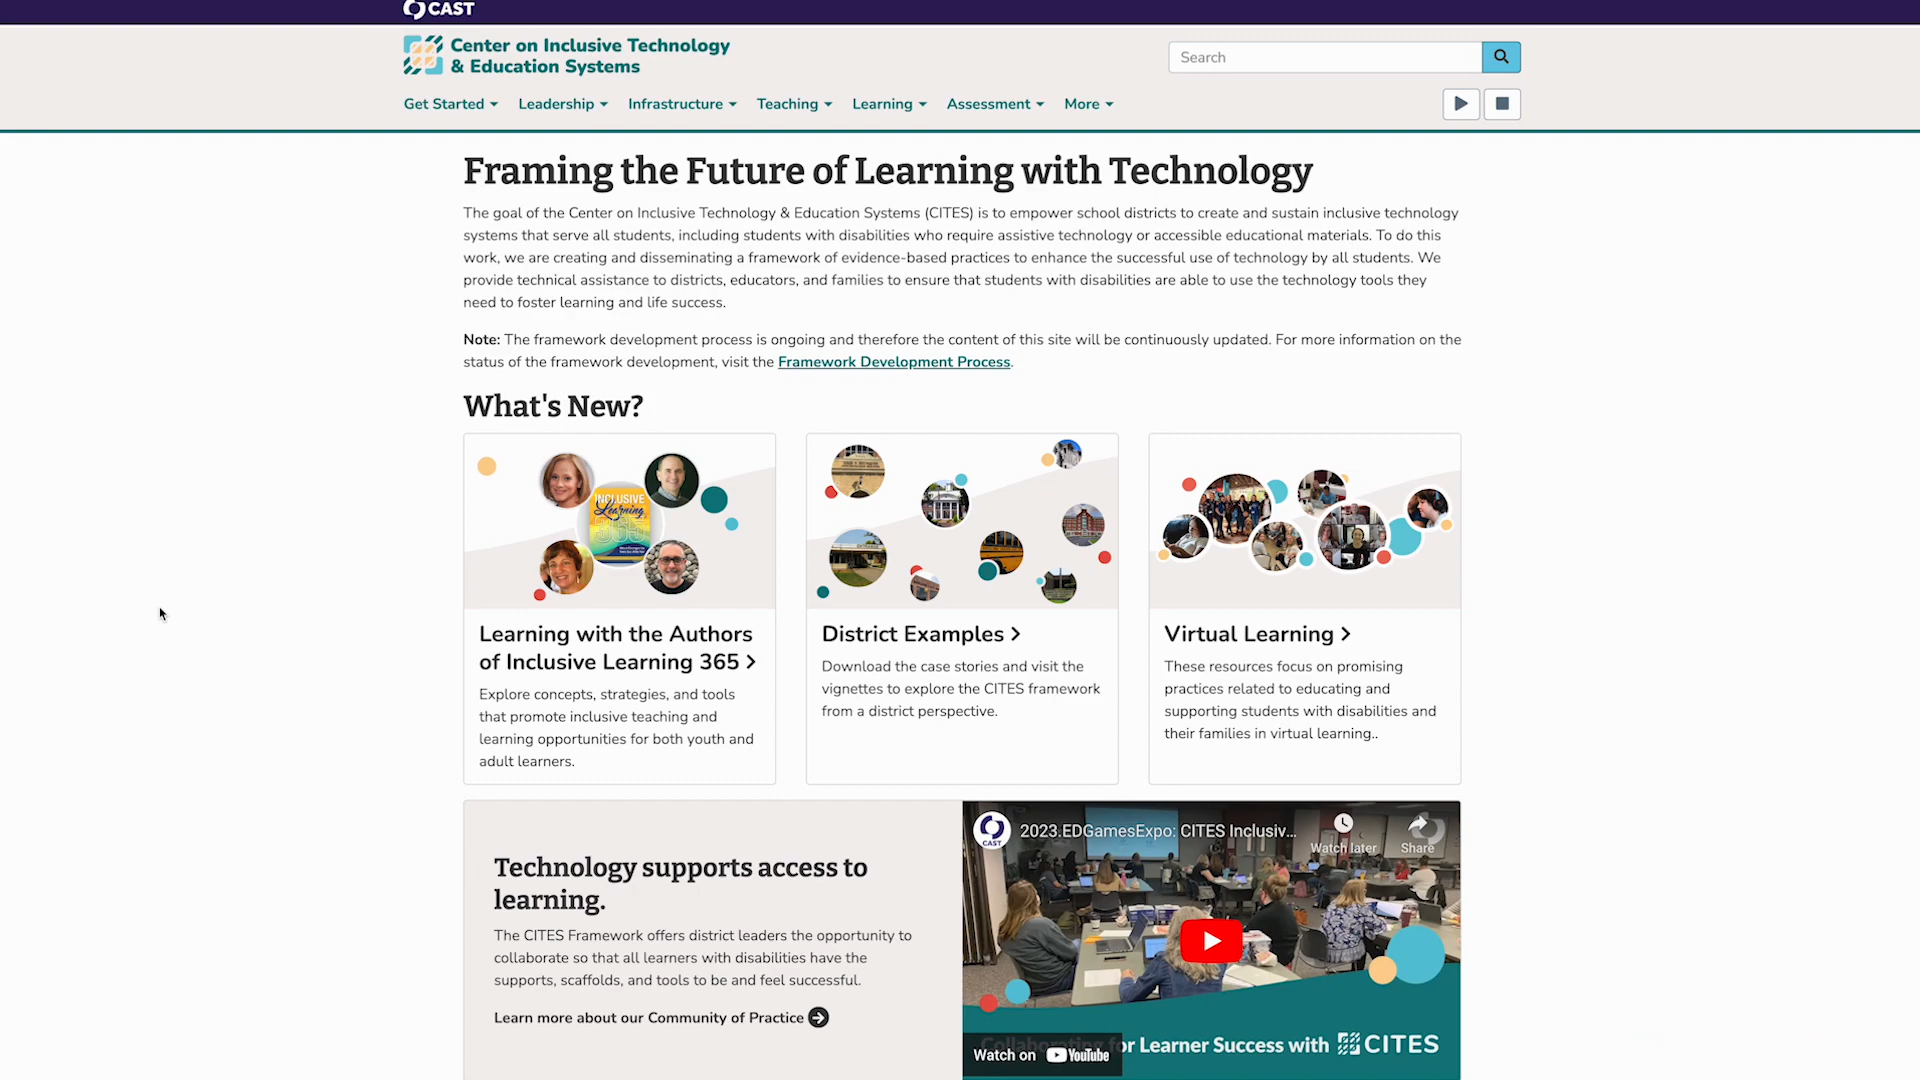 CAST
Center on Inclusive Technology
& Education Systems
Search
Get Started
Leadership
Infrastructure
Teaching
Learning
Assessment
More
Framing the Future of Learning with Technology
The goal of the Center on Inclusive Technology & Education Systems (CITES) is to empower school districts to create and sustain inclusive technology
systems that serve all students, including students with disabilities who require assistive technology or accessible educational materials. To do this
work, we are creating and disseminating a framework of evidence-based practices to enhance the successful use of technology by all students. We
provide technical assistance to districts, educators, and families to ensure that students with disabilities are able to use the technology tools they
need to foster learning and life success.
Note: The framework development process is ongoing and therefore the content of this site will be continuously updated. For more information on the
status of the framework development, visit the Framework Development Process.
What's New?
INCLUSIVE
Learning
365
Learning with the Authors
of Inclusive Learning 365
Explore concepts, strategies, and tools
that promote inclusive teaching and
learning opportunities for both youth and
adult learners.
District Examples
Download the case stories and visit the
vignettes to explore the CITES framework
from a district perspective.
Virtual Learning
These resources focus on promising
practices related to educating and
supporting students with disabilities and
their families in virtual learning..
Technology supports access to
learning.
The CITES Framework offers district leaders the opportunity to
collaborate so that all learners with disabilities have the
supports, scaffolds, and tools to be and feel successful.
Learn more about our Community of Practice
CAST
2023.EDGamesExpo: CITES Inclusiv...
Watch later
Share
Watch on YouTube
for Learner Success with CITES